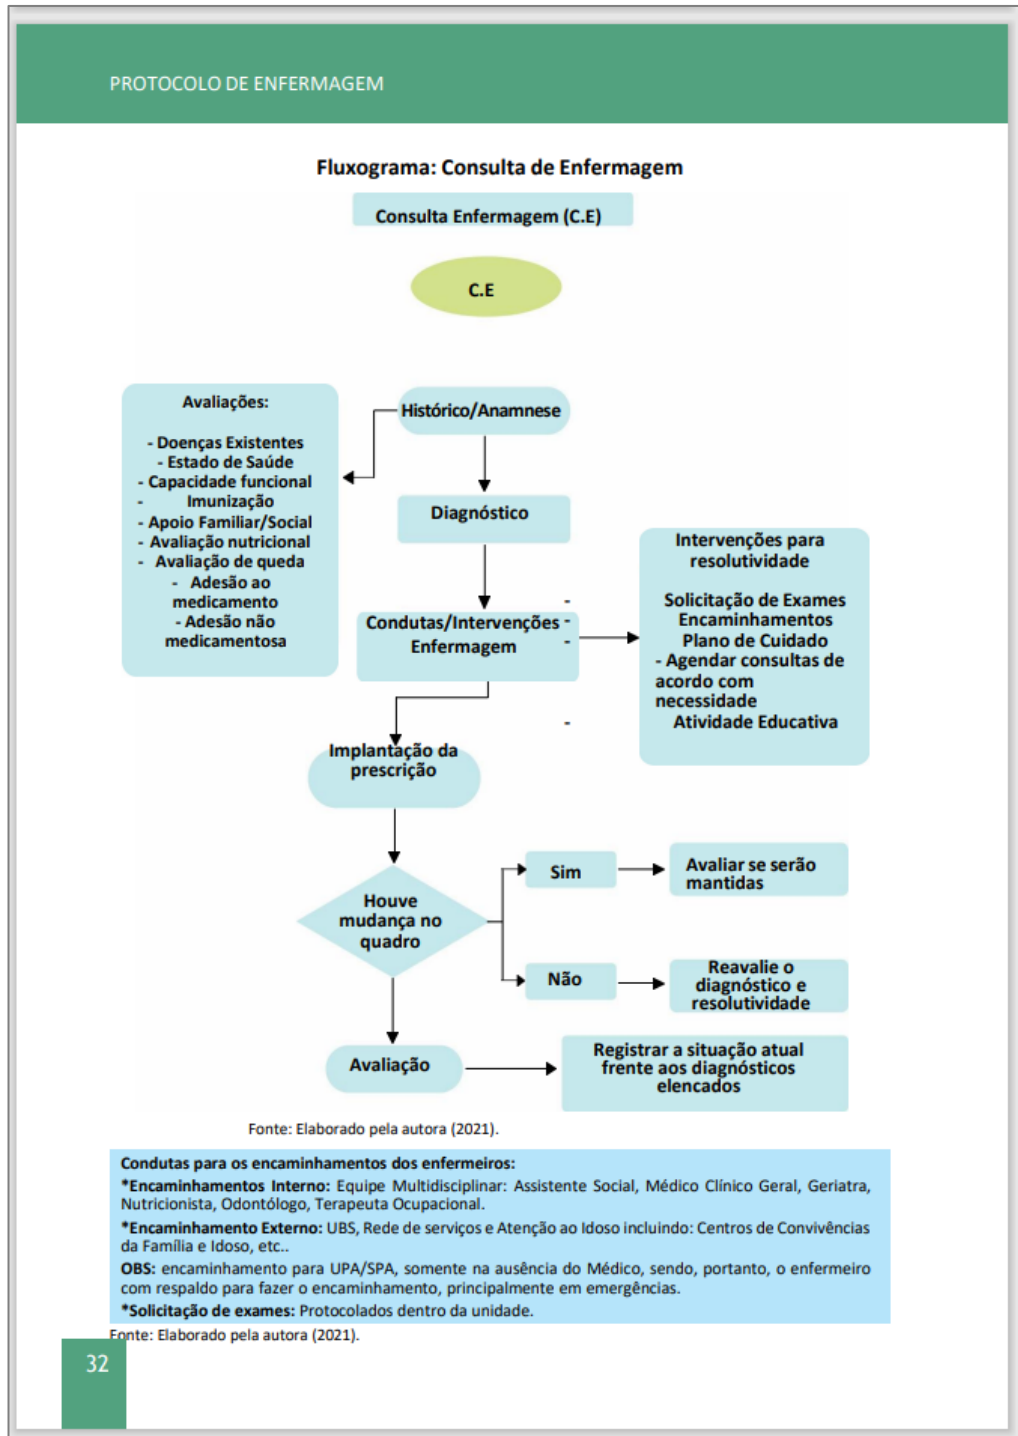 PROTOCOLO DE ENFERMAGEM
Fluxograma: Consulta de Enfermagem
Consulta Enfermagem (C.E)
C.E
Histórico/Anamnese
Avaliações:
- Doenças Existentes
- Estado de Saúde
- Capacidade funcional
- Imunização
- Apoio Familiar/Social
- Avaliação nutricional
- Avaliação de queda
- Adesão ao
medicamento
- Adesão não
medicamentosa
Diagnóstico
Condutas/Intervenções
Enfermagem
Intervenções para
resolutividade
- Solicitação de Exames
- Encaminhamentos
- Plano de Cuidado
- Agendar consultas de
acordo com
necessidade
- Atividade Educativa
Implantação da
prescrição
Houve
mudança no
quadro
Sim
Avaliar se serão
mantidas
Não
Reavalie o
diagnóstico e
resolutividade
Avaliação
Registrar a situação atual
frente aos diagnósticos
elencados
Fonte: Elaborado pela autora (2021).
Condutas para os encaminhamentos dos enfermeiros:
*Encaminhamentos Interno: Equipe Multidisciplinar: Assistente Social, Médico Clínico Geral, Geriatra,
Nutricionista, Odontólogo, Terapeuta Ocupacional.
*Encaminhamento Externo: UBS, Rede de serviços e Atenção ao Idoso incluindo: Centros de Convivências
da Família e Idoso, etc..
OBS: encaminhamento para UPA/SPA, somente na ausência do Médico, sendo, portanto, o enfermeiro
com respaldo para fazer o encaminhamento, principalmente em emergências.
*Solicitação de exames: Protocolados dentro da unidade.
Fonte: Elaborado pela autora (2021).
32